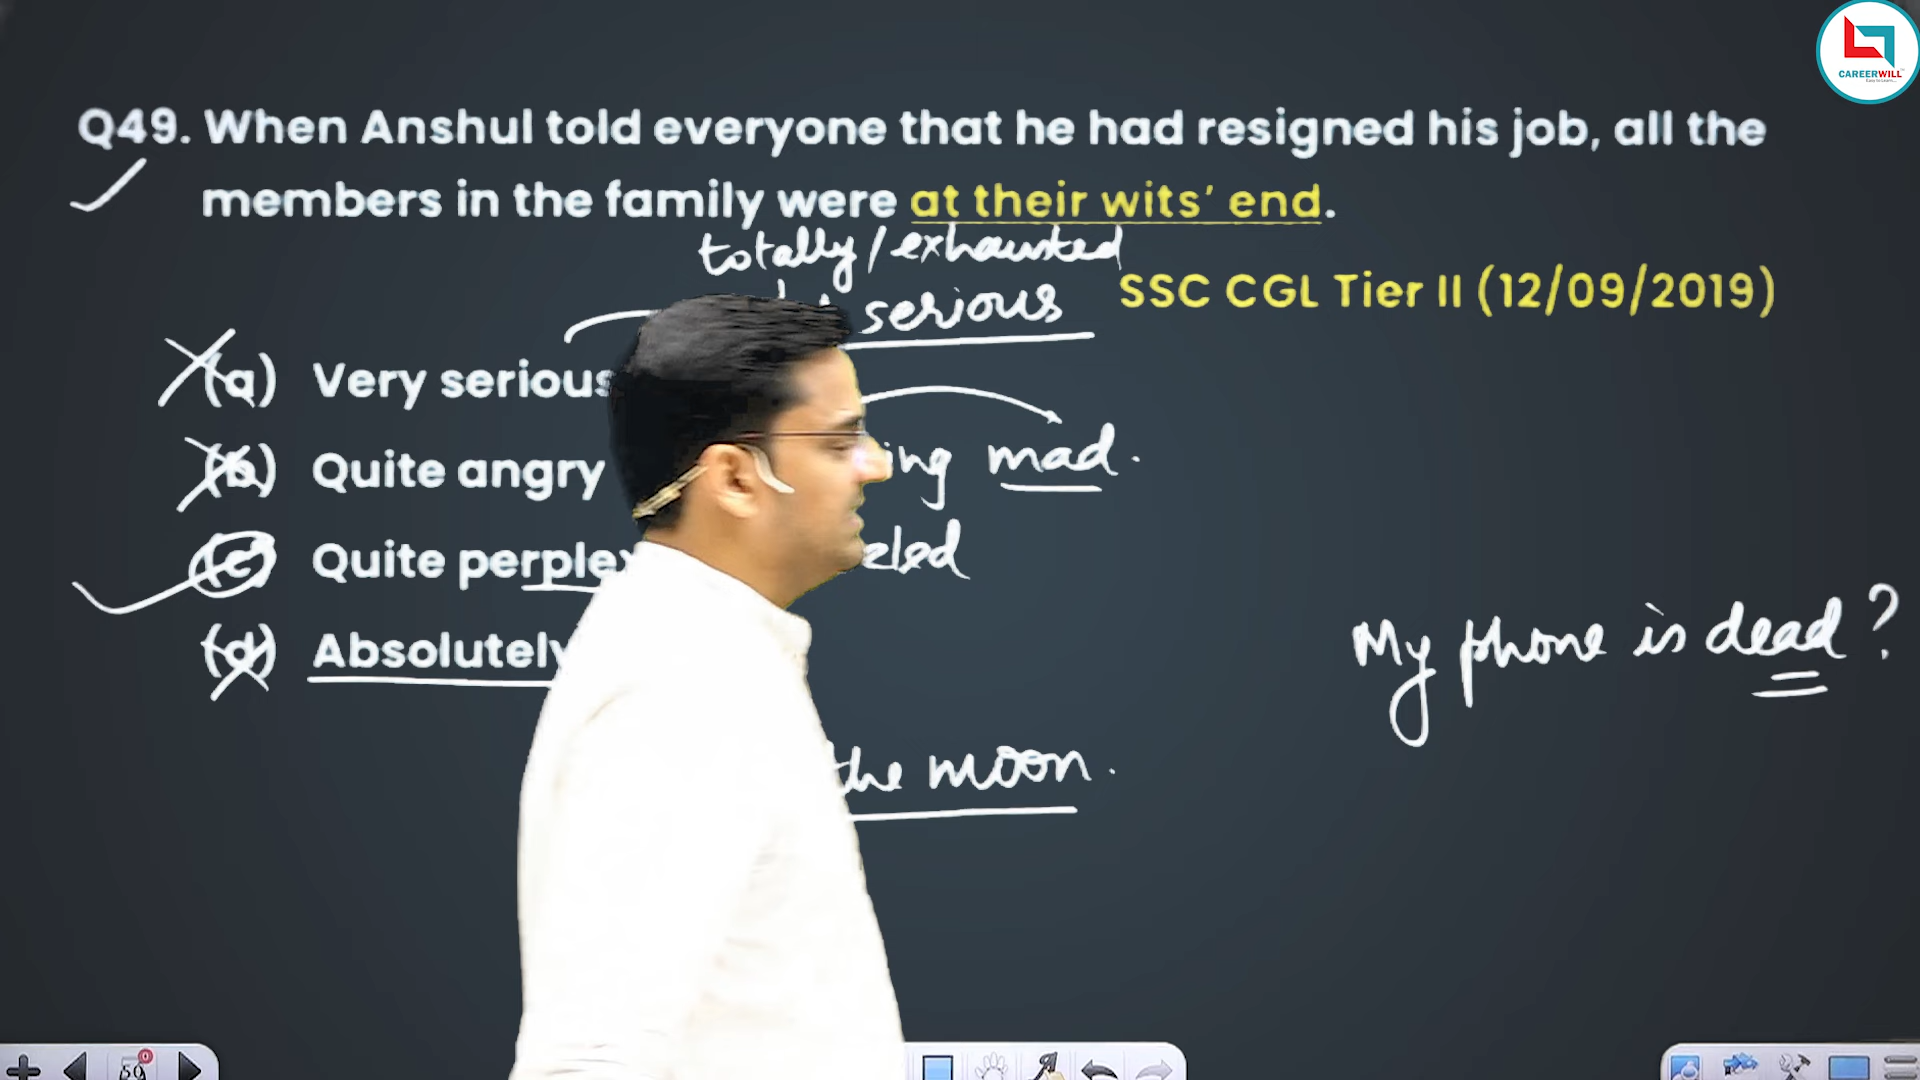 CAREERWILL
Q49. When Anshul told everyone that he had resigned his job, all the
members in the family were at their wits' end.
totally/exhausted
serious
SSC CGL Tier II (12/09/2019)
(a) Very serious
mad.
(b) Quite angry
(c) Quite
(d) Absolutely
My phone is dead?
the moon.
50